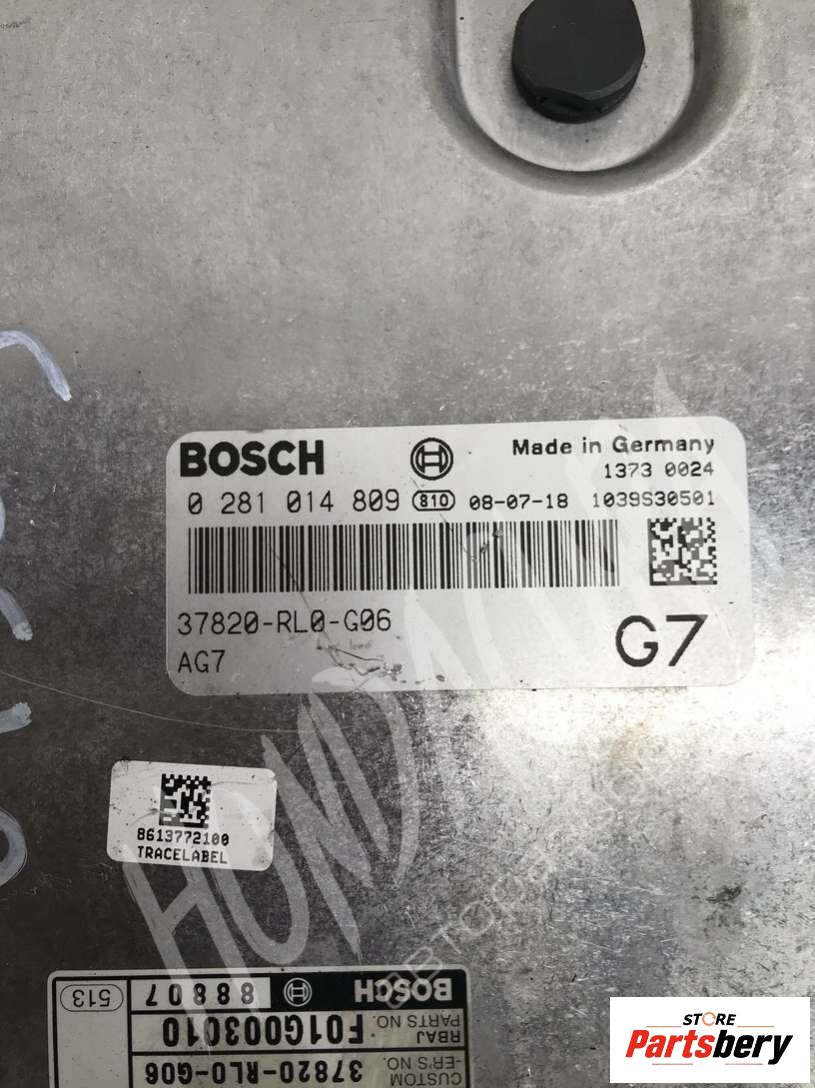 BOSCH
Made in Germany
1373 0024
0 281 014 809 810 08-07-18 1039S30501
37820-RL0-G06
AG7
G7
8613772100
TRACELABEL
BOSCH 88807 513
RBAJ PARTS NO. F01G003010
CUSTOM -ER'S NO. 37820-RL0-G06
STORE
Partsbery